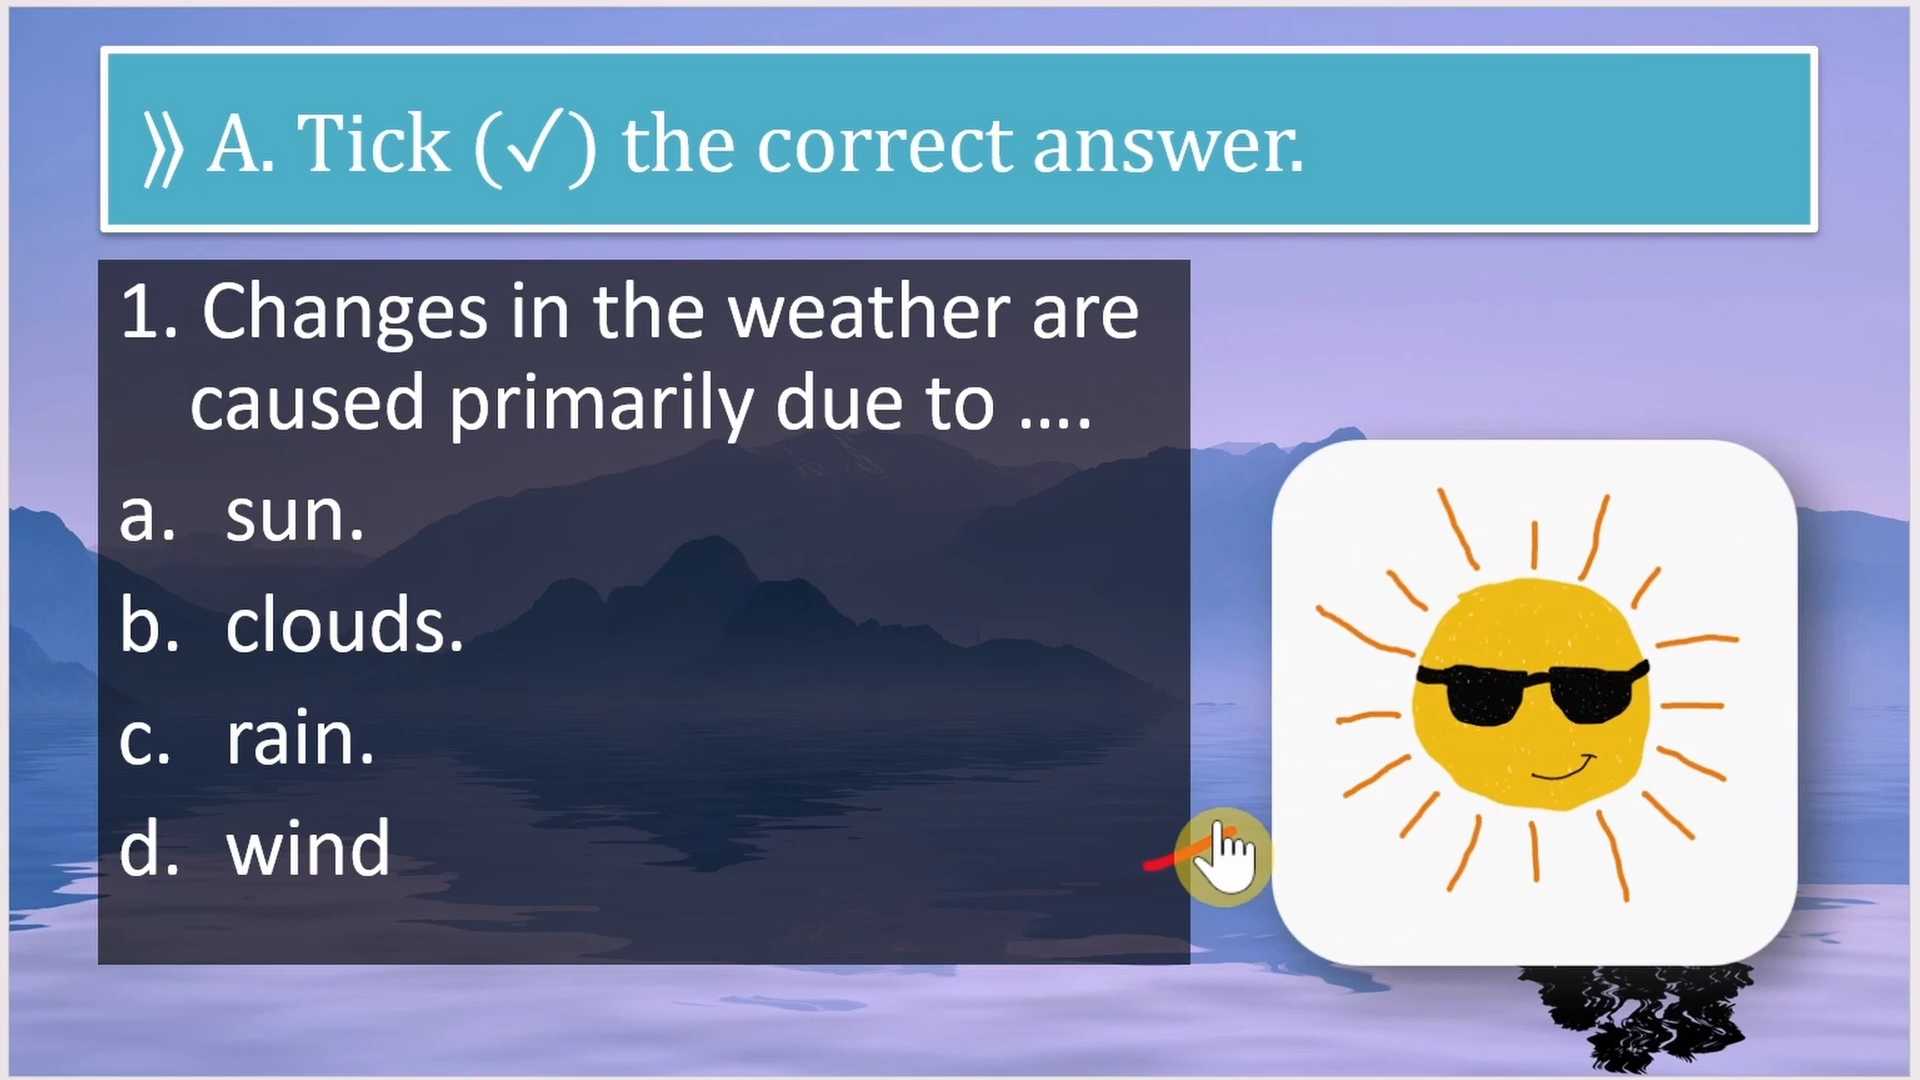 ⟫ A. Tick (✓) the correct answer.
1. Changes in the weather are
caused primarily due to ....
a. sun.
b. clouds.
c. rain.
d. wind